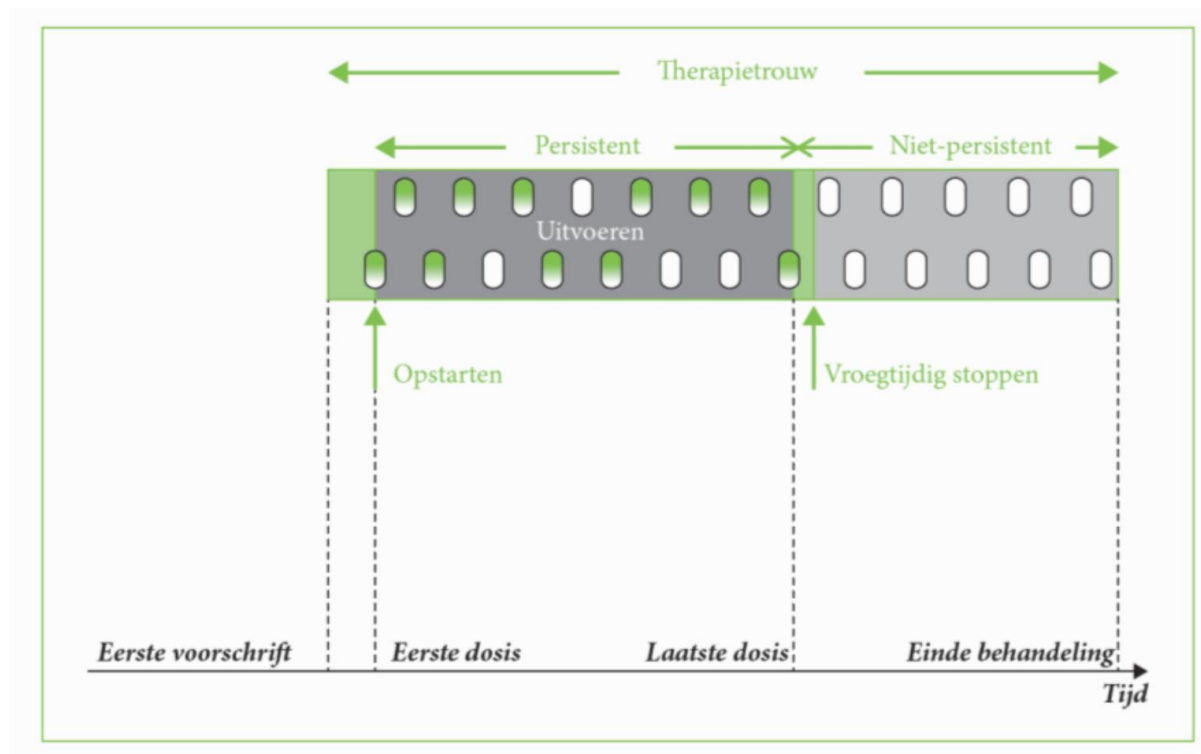 Therapietrouw
Persistent
Niet-persistent
Uitvoeren
Opstarten
Vroegtijdig stoppen
Eerste voorschrift
Eerste dosis
Laatste dosis
Einde behandeling
Tijd